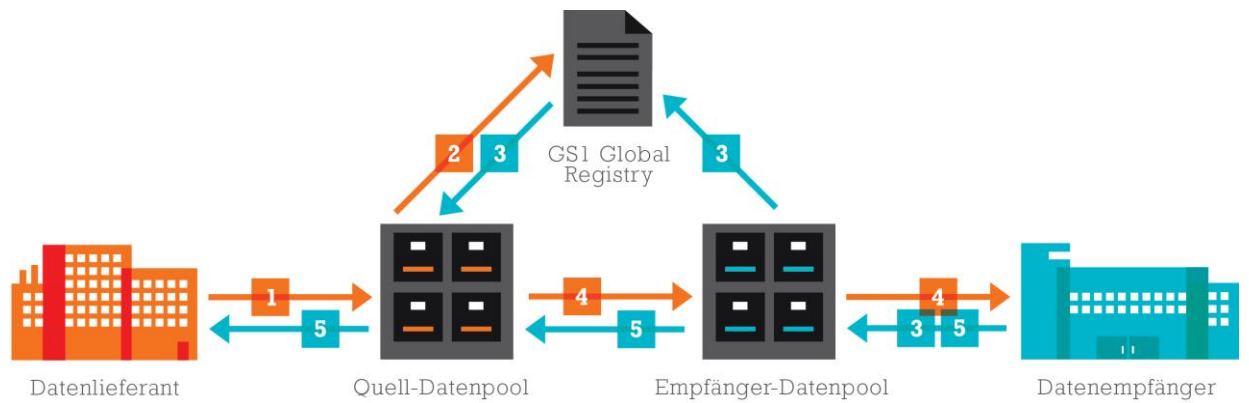 2
3
3
GS1 Global
Registry
1
4
4
5
5
3 5
Datenlieferant
Quell-Datenpool
Empfänger-Datenpool
Datenempfänger